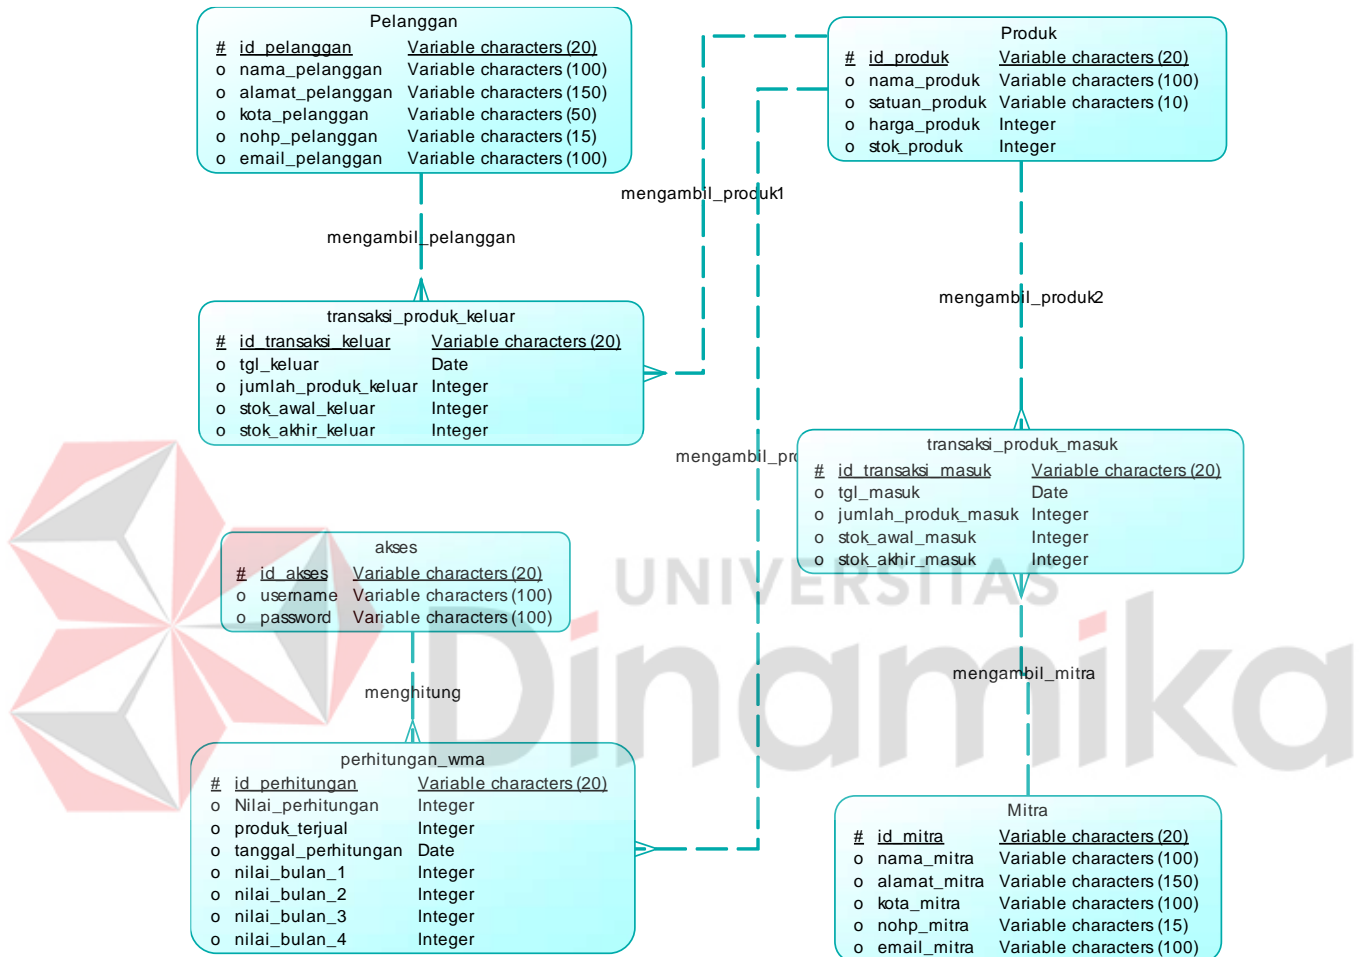 Pelanggan
# id_pelanggan Variable characters (20)
o nama_pelanggan Variable characters (100)
o alamat_pelanggan Variable characters (150)
o kota_pelanggan Variable characters (50)
o nohp_pelanggan Variable characters (15)
o email_pelanggan Variable characters (100)
Produk
# id_produk Variable characters (20)
o nama_produk Variable characters (100)
o satuan_produk Variable characters (10)
o harga_produk Integer
o stok_produk Integer
mengambil_produk1
mengambil_pelanggan
mengambil_produk2
transaksi_produk_keluar
# id_transaksi_keluar Variable characters (20)
o tgl_keluar Date
o jumlah_produk_keluar Integer
o stok_awal_keluar Integer
o stok_akhir_keluar Integer
mengambil_pro
transaksi_produk_masuk
# id_transaksi_masuk Variable characters (20)
o tgl_masuk Date
o jumlah_produk_masuk Integer
o stok_awal_masuk Integer
o stok_akhir_masuk Integer
akses
# id_akses Variable characters (20)
o username Variable characters (100)
o password Variable characters (100)
UNIVERSITAS
Dinamika
menghitung
mengambil_mitra
perhitungan_wma
# id_perhitungan Variable characters (20)
o Nilai_perhitungan Integer
o produk_terjual Integer
o tanggal_perhitungan Date
o nilai_bulan_1 Integer
o nilai_bulan_2 Integer
o nilai_bulan_3 Integer
o nilai_bulan_4 Integer
Mitra
# id_mitra Variable characters (20)
o nama_mitra Variable characters (100)
o alamat_mitra Variable characters (150)
o kota_mitra Variable characters (100)
o nohp_mitra Variable characters (15)
o email_mitra Variable characters (100)